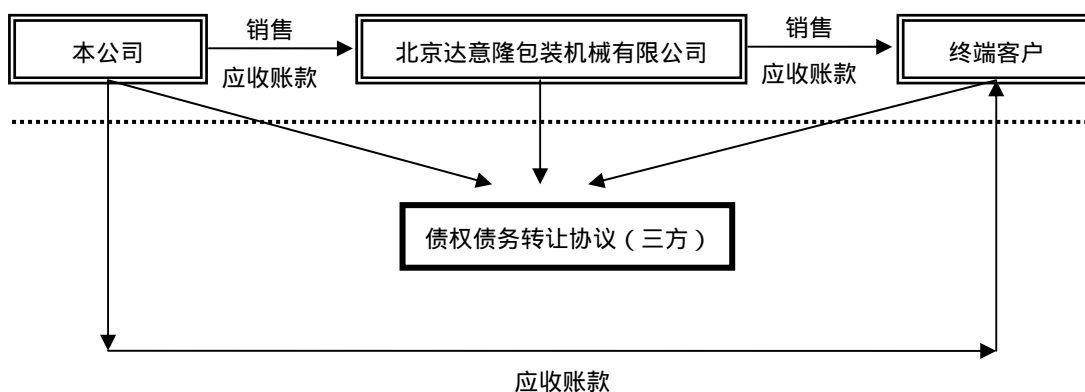 销售
销售
本公司
北京达意隆包装机械有限公司
终端客户
应收账款
应收账款
债权债务转让协议（三方）
应收账款